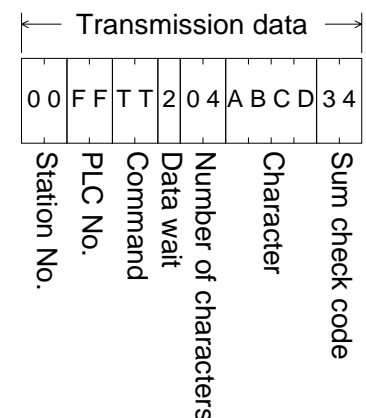 Transmission data
0 0 F F T T 2 0 4 A B C D 3 4
Station No.
PLC No.
Command
Data wait
Number of characters
Character
Sum check code